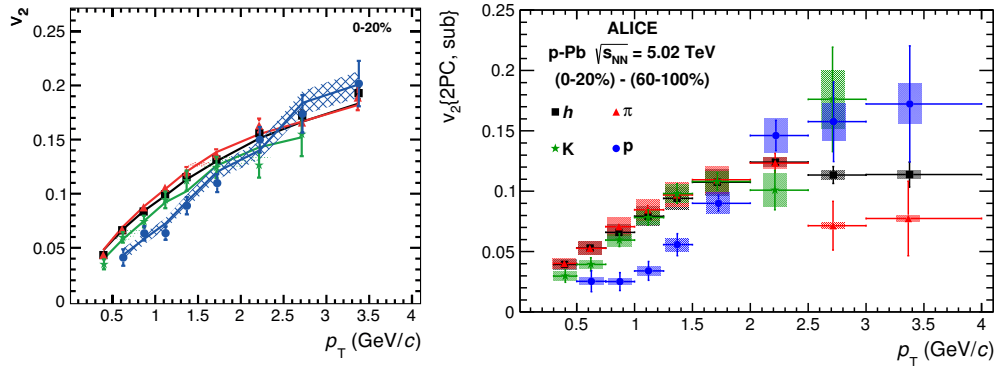 v₂
0-20%
0.25
0.2
0.15
0.1
0.05
0
0.5 1 1.5 2 2.5 3 3.5 4
p_T (GeV/c)
v₂{2PC, sub}
ALICE
p-Pb √s_NN = 5.02 TeV
(0-20%) - (60-100%)
h π
K p
0.25
0.2
0.15
0.1
0.05
0
0.5 1 1.5 2 2.5 3 3.5 4
p_T (GeV/c)